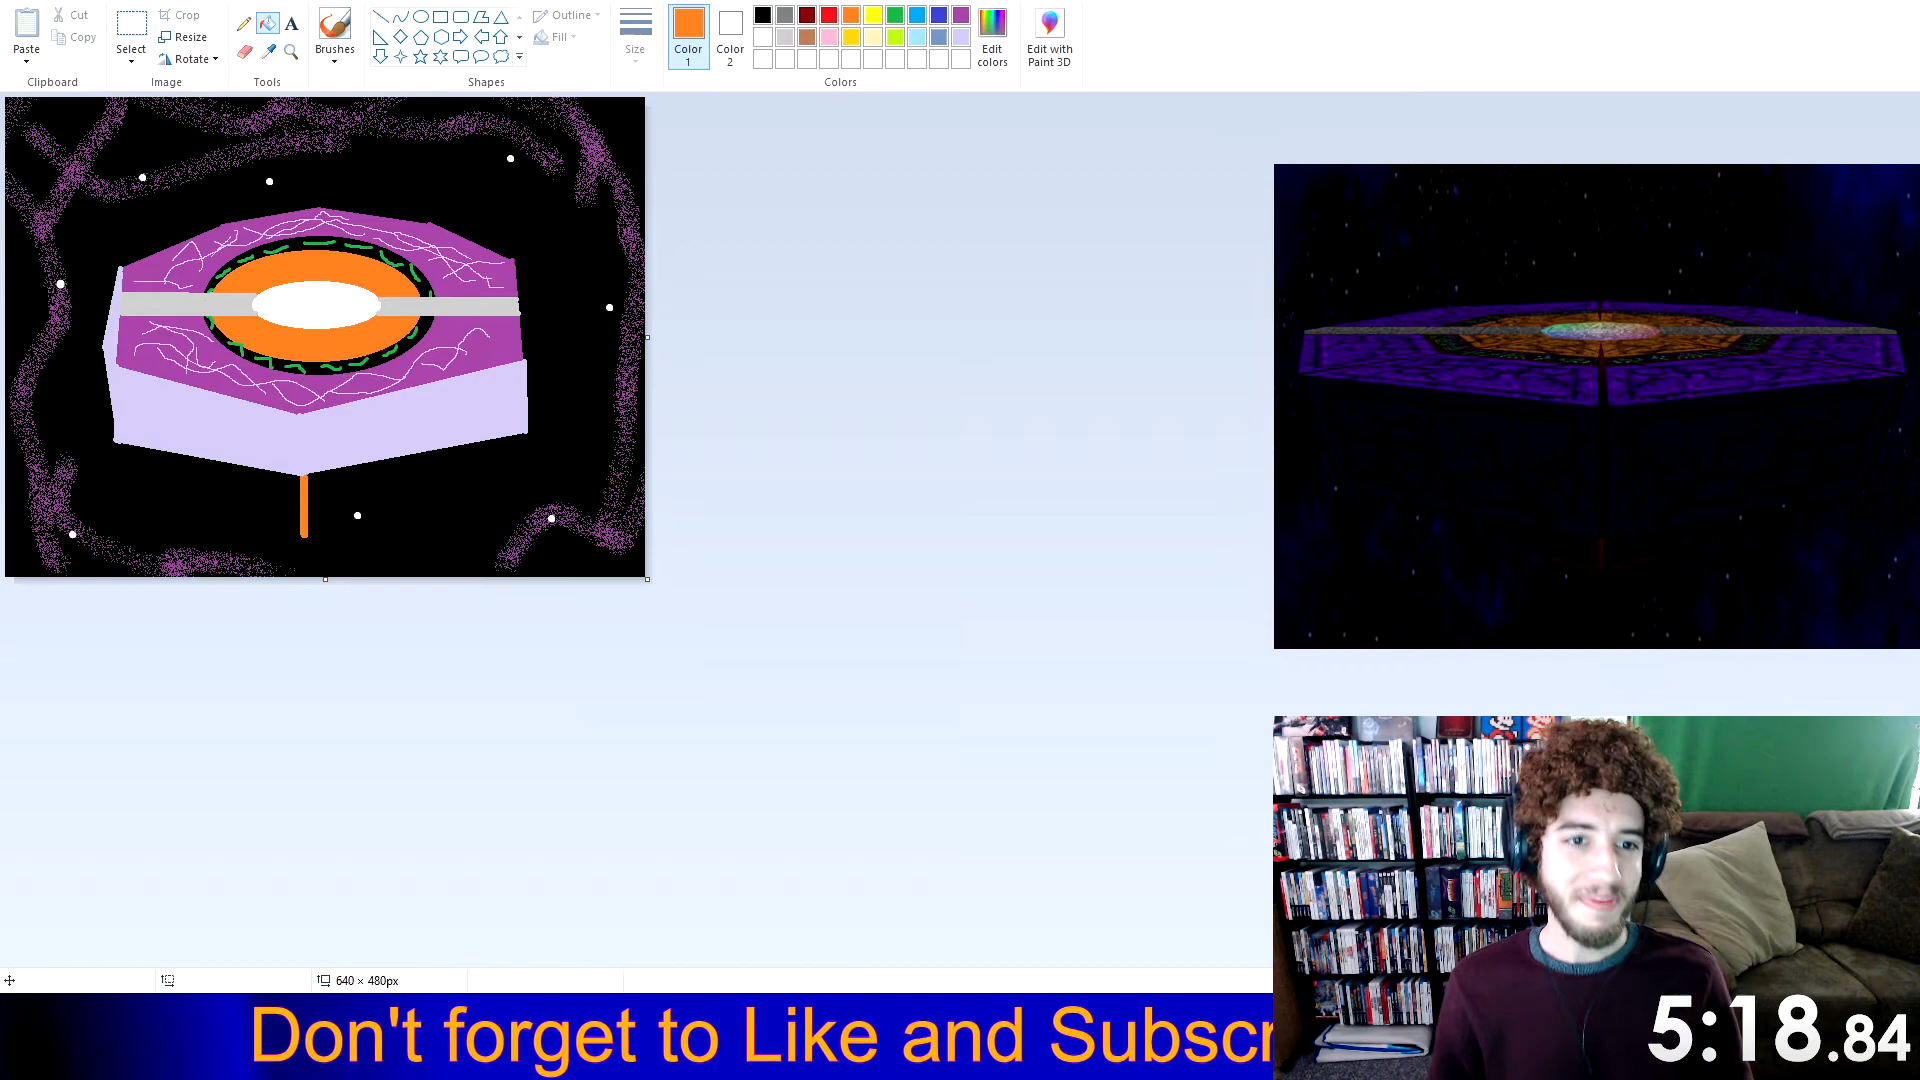 Cut
Crop
Outline
Copy
Resize
Fill
Paste
Select
Rotate
Brushes
Size
Color
1
Color
2
Edit
colors
Edit with
Paint 3D
Clipboard
Image
Tools
Shapes
Colors
640 × 480px
Don't forget to Like and Subscr
5:18.84